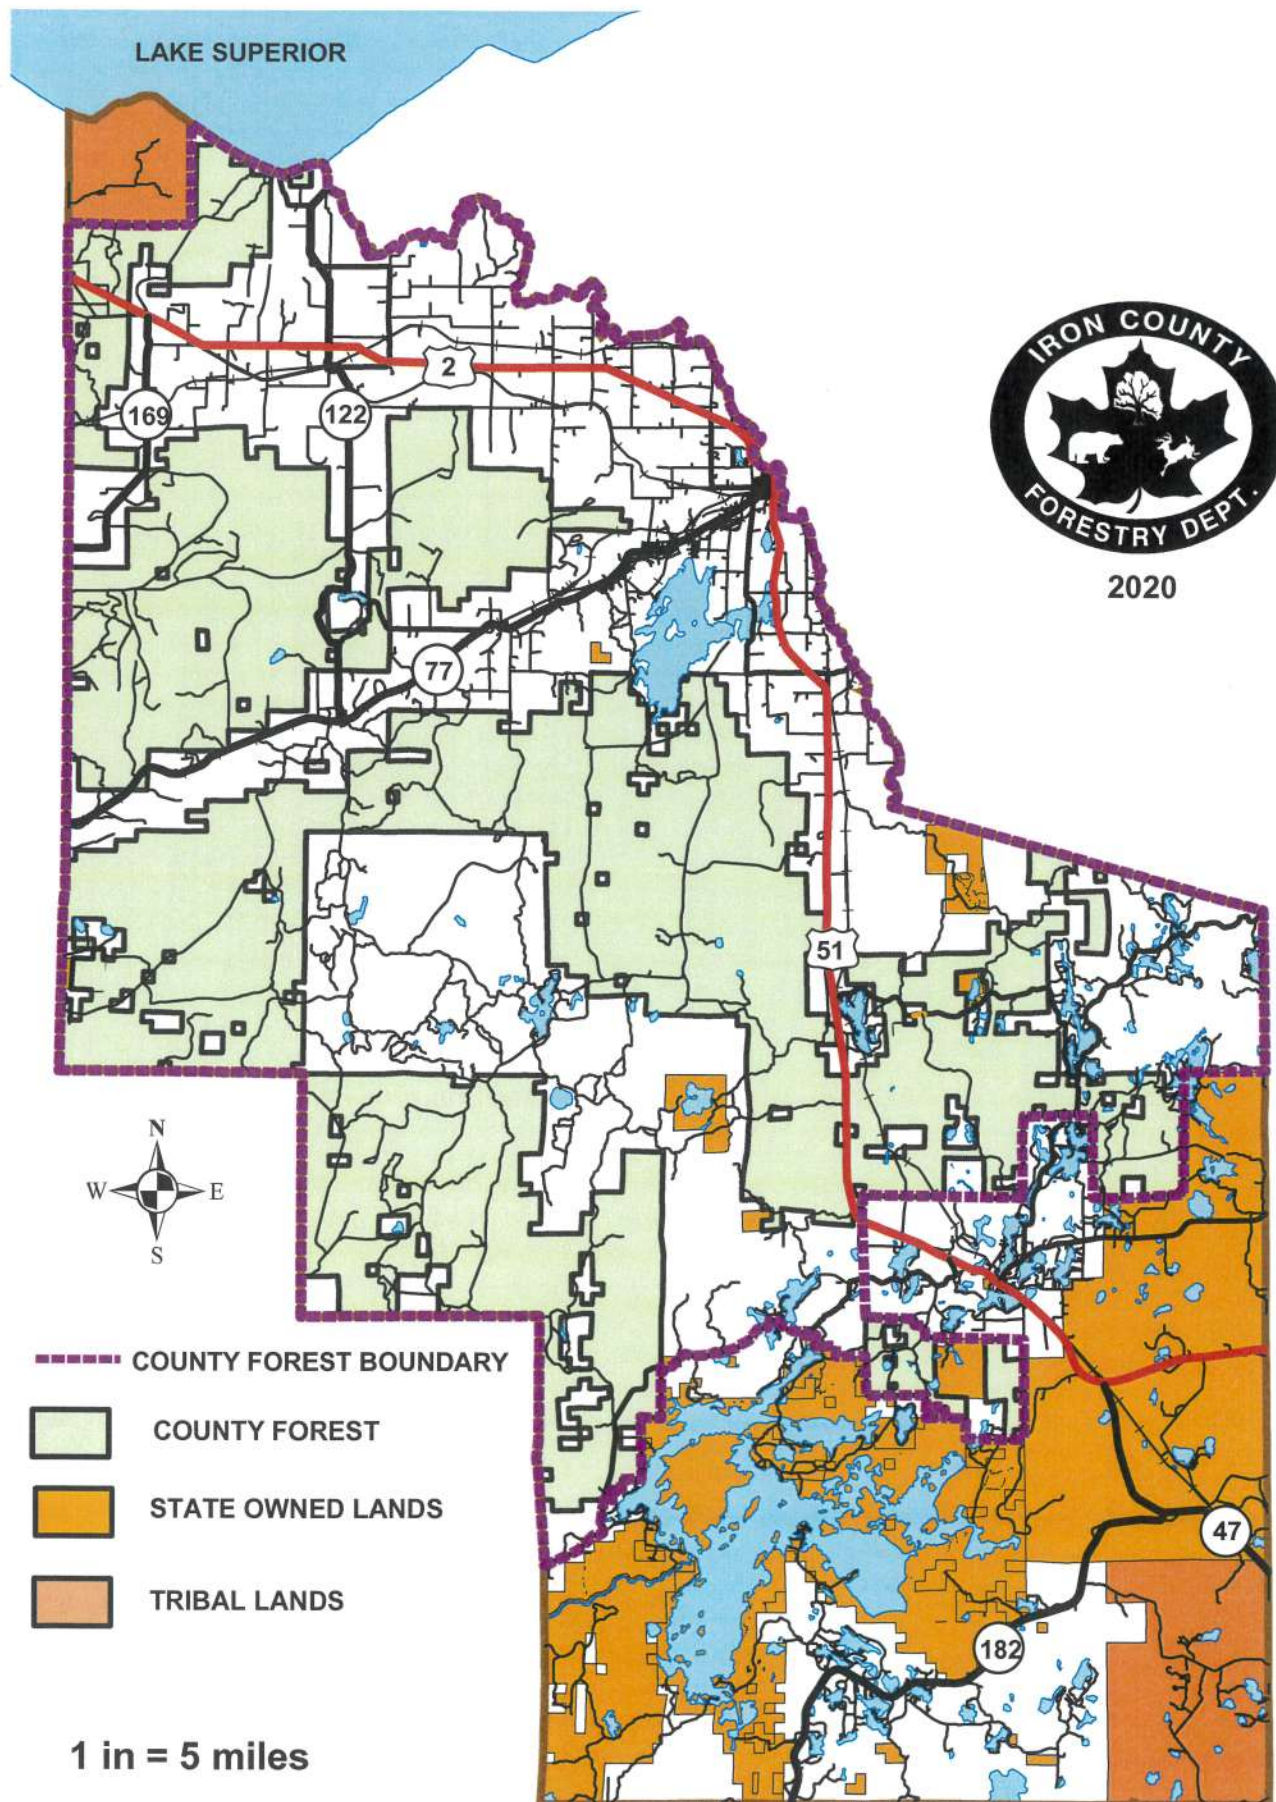 LAKE SUPERIOR
IRON COUNTY
FORESTRY DEPT.
2020
2
169
122
77
51
N
W
E
S
COUNTY FOREST BOUNDARY
COUNTY FOREST
STATE OWNED LANDS
TRIBAL LANDS
47
182
1 in = 5 miles